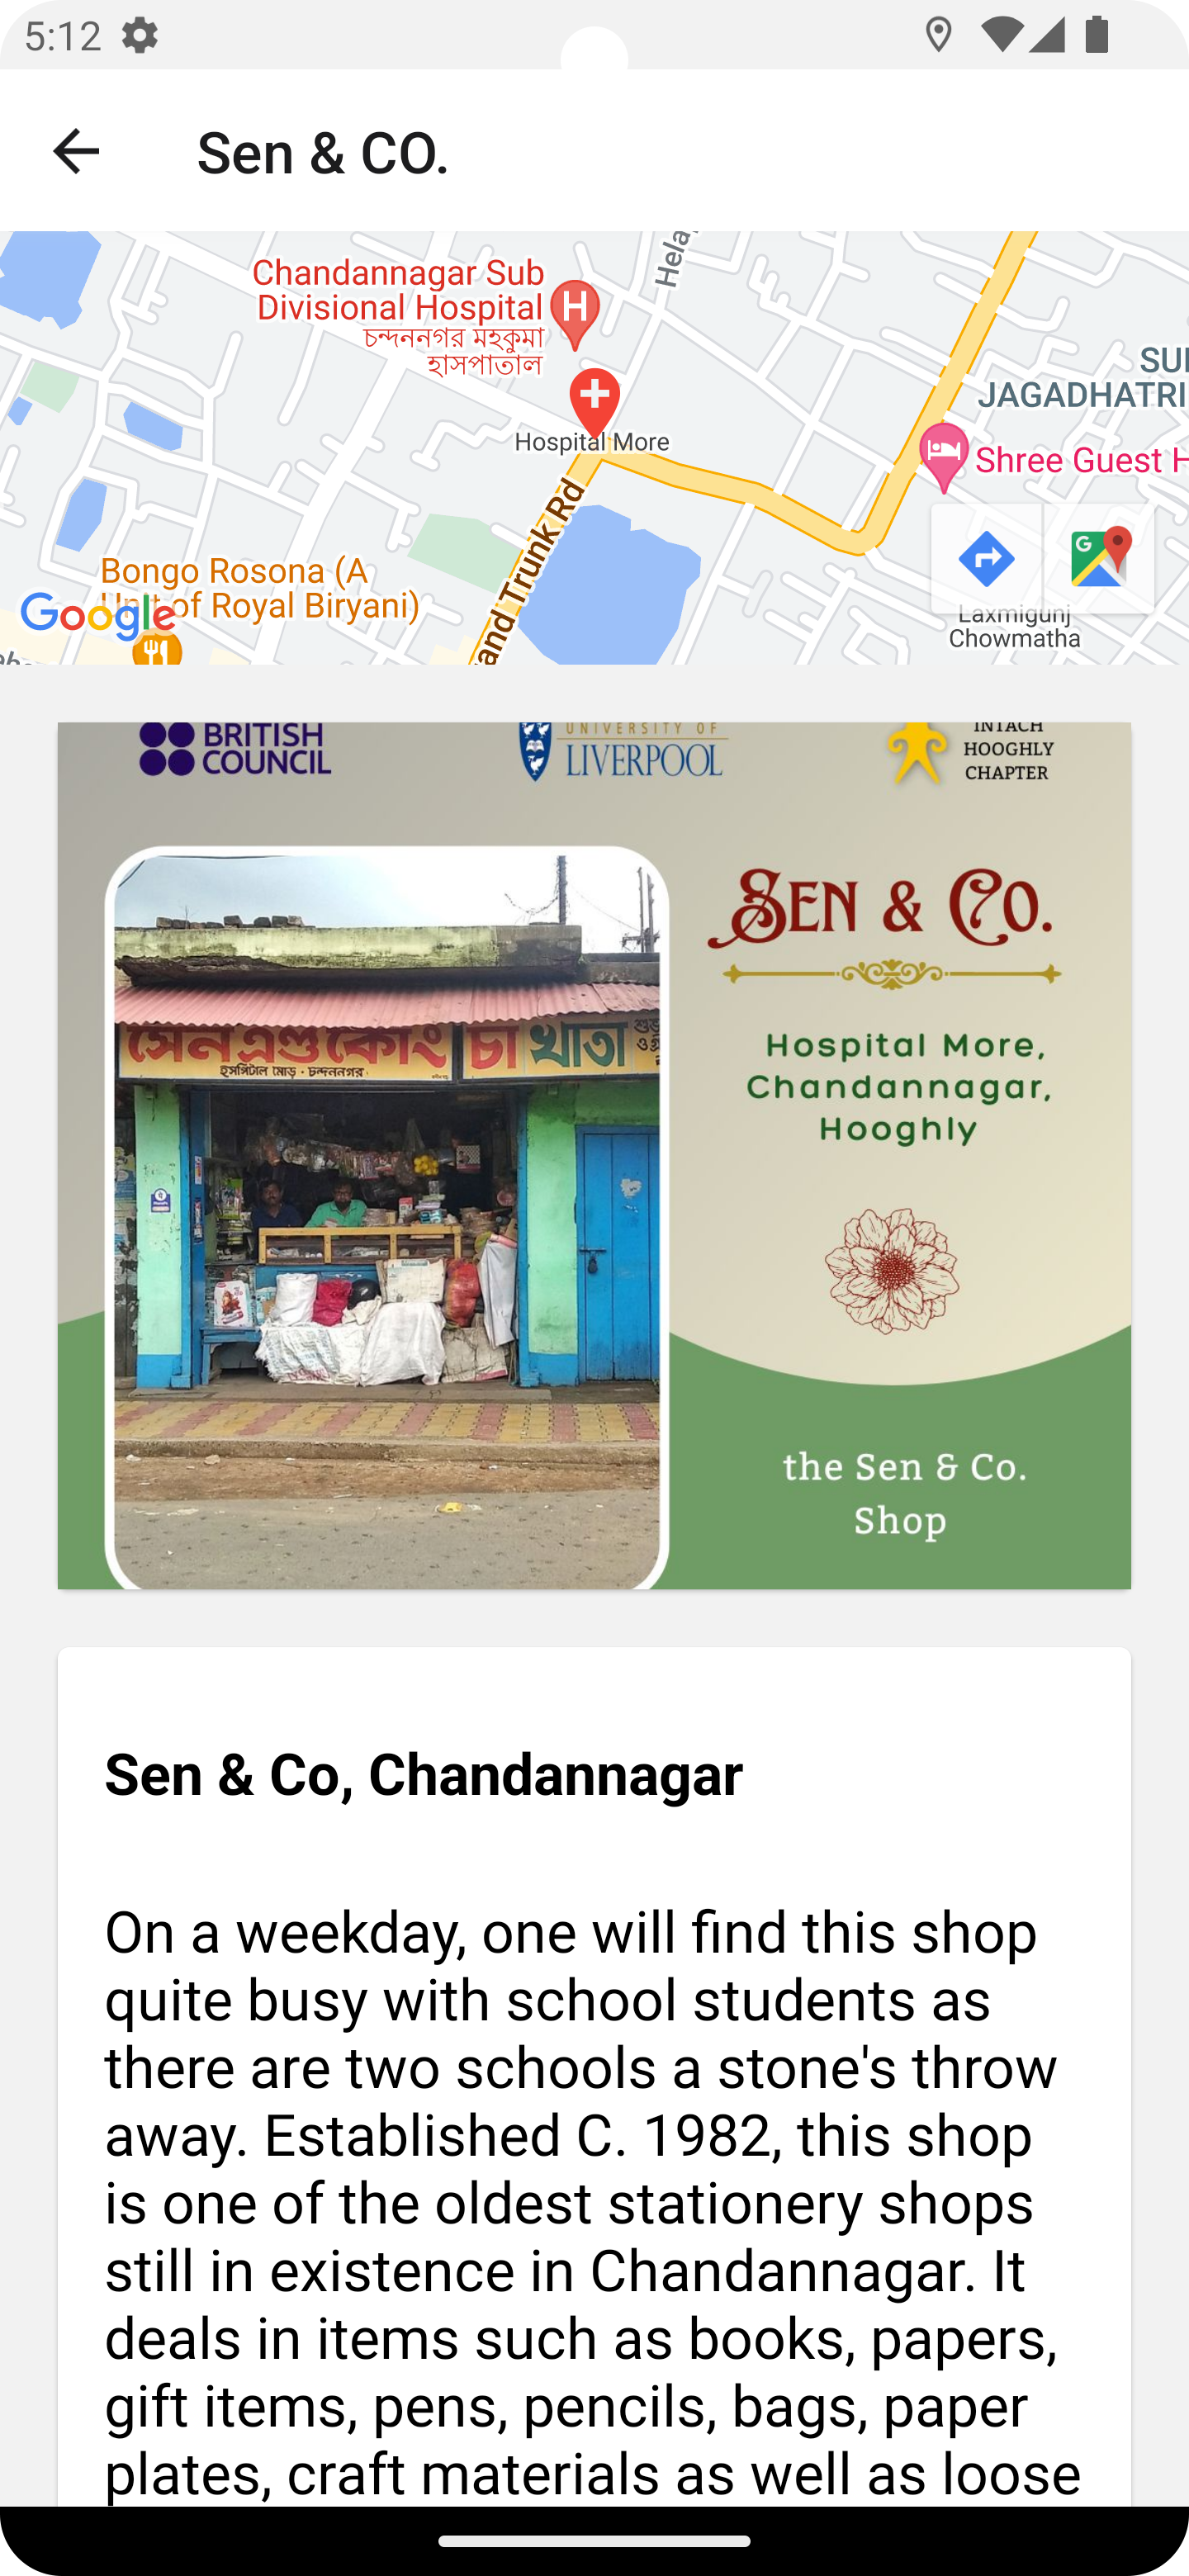 5:12
Sen & CO.
Hela
Chandannagar Sub
Divisional Hospital
চন্দননগর মহকুমা
হাসপাতাল
H
SU
JAGADHATRI
Hospital More
Shree Guest H
and Trunk Rd
Bongo Rosona (A
Unit of Royal Biryani)
Google
G
Laxmigunj
Chowmatha
BRITISH
COUNCIL
UNIVERSITY OF
LIVERPOOL
INTACH
HOOGHLY
CHAPTER
SEN & CO.
সেন এণ্ড কোং চা খাতা
হসপিটাল মোড় · চন্দননগর
Hospital More,
Chandannagar,
Hooghly
the Sen & Co.
Shop
Sen & Co, Chandannagar
On a weekday, one will find this shop
quite busy with school students as
there are two schools a stone's throw
away. Established C. 1982, this shop
is one of the oldest stationery shops
still in existence in Chandannagar. It
deals in items such as books, papers,
gift items, pens, pencils, bags, paper
plates, craft materials as well as loose